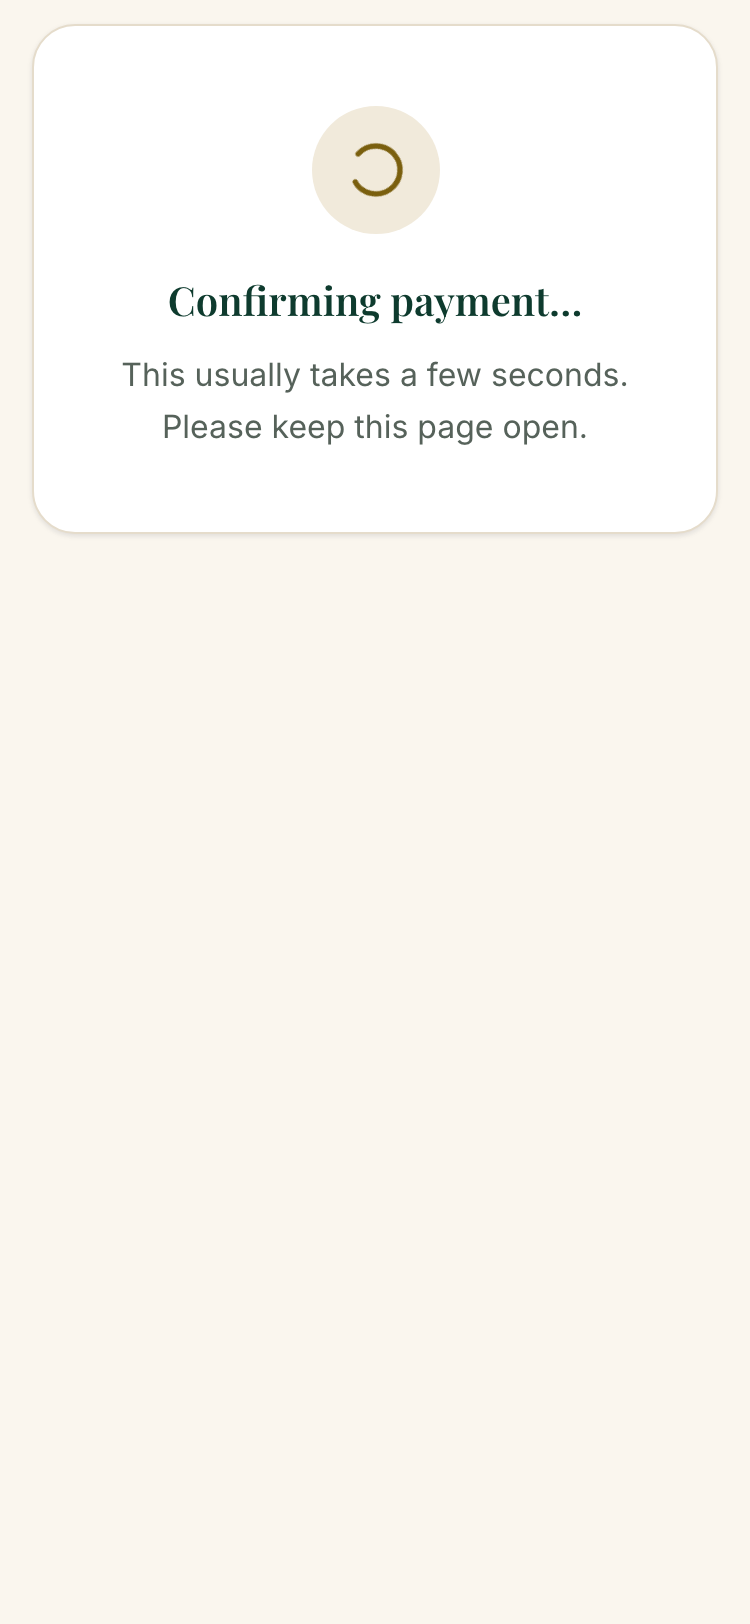 Confirming payment...
This usually takes a few seconds.
Please keep this page open.